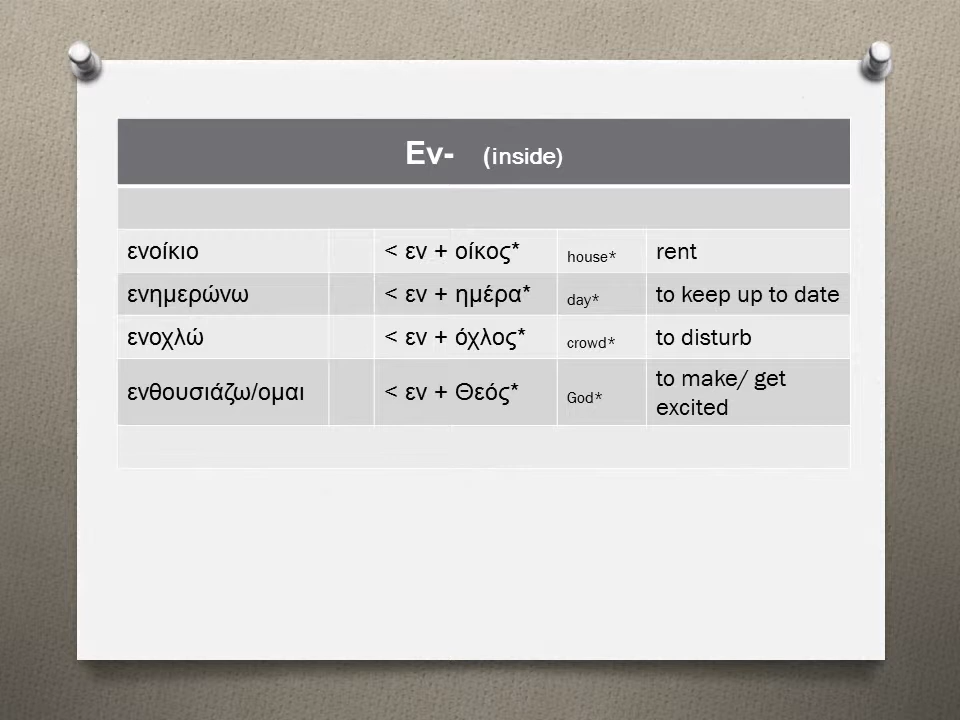 Εν- (inside)
ενοίκιο < εν + οίκος* house* rent
ενημερώνω < εν + ημέρα* day* to keep up to date
ενοχλώ < εν + όχλος* crowd* to disturb
ενθουσιάζω/ομαι < εν + Θεός* God* to make/ get
excited